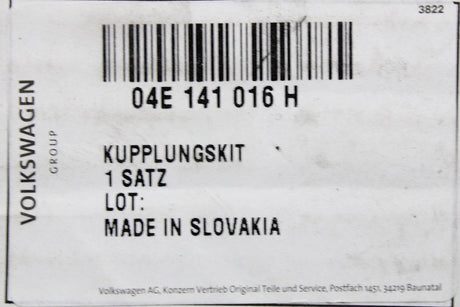 3822
04E 141 016 H
VOLKSWAGEN
GROUP
KUPPLUNGSKIT
1 SATZ
LOT:
MADE IN SLOVAKIA
Volkswagen AG, Konzern Vertrieb Original Teile und Service, Postfach 1451, 34219 Baunatal